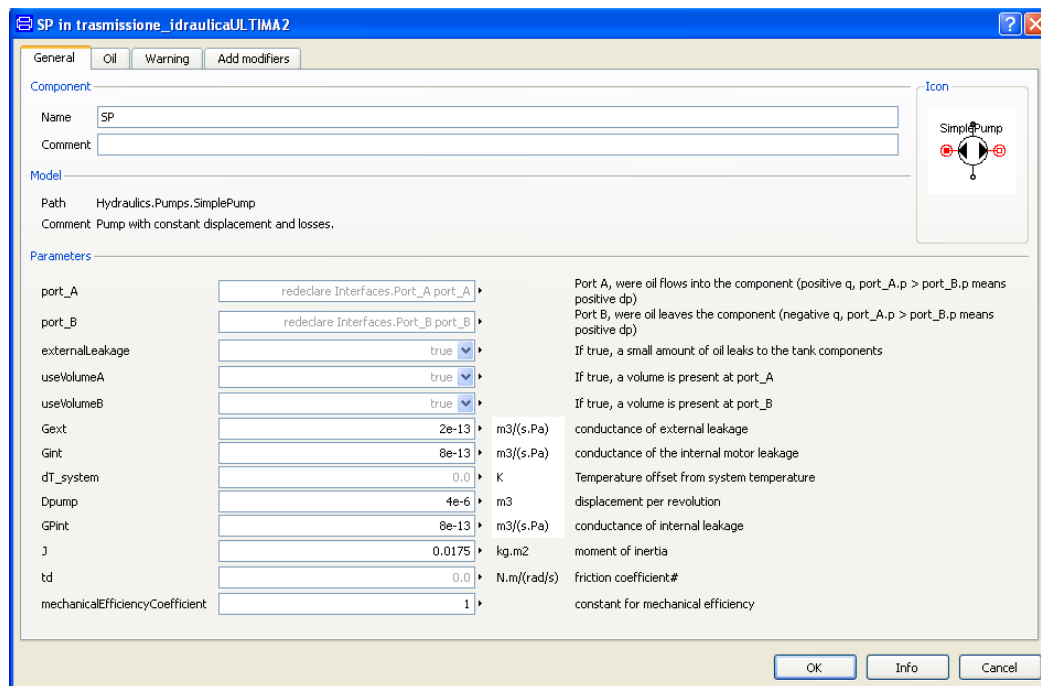 SP in trasmissione_idraulicaULTIMA2
General Oil Warning Add modifiers
Component
Icon
Name SP
Comment
SimplePump
Model
Path Hydraulics.Pumps.SimplePump
Comment Pump with constant displacement and losses.
Parameters
port_A redeclare Interfaces.Port_A port_A Port A, were oil flows into the component (positive q, port_A.p > port_B.p means
positive dp)
port_B redeclare Interfaces.Port_B port_B Port B, were oil leaves the component (negative q, port_A.p > port_B.p means
positive dp)
externalLeakage true If true, a small amount of oil leaks to the tank components
useVolumeA true If true, a volume is present at port_A
useVolumeB true If true, a volume is present at port_B
Gext 2e-13 m3/(s.Pa) conductance of external leakage
Gint 8e-13 m3/(s.Pa) conductance of the internal motor leakage
dT_system 0.0 K Temperature offset from system temperature
Dpump 4e-6 m3 displacement per revolution
GPint 8e-13 m3/(s.Pa) conductance of internal leakage
J 0.0175 kg.m2 moment of inertia
td 0.0 N.m/(rad/s) friction coefficient#
mechanicalEfficiencyCoefficient 1 constant for mechanical efficiency
OK Info Cancel